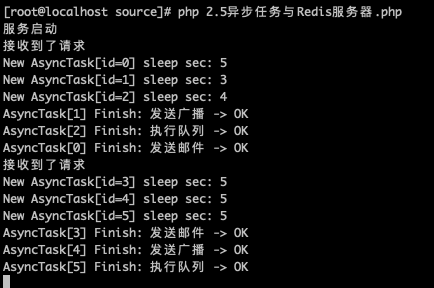 [root@localhost source]# php 2.5异步任务与Redis服务器.php
服务启动
接收到了请求
New AsyncTask[id=0] sleep sec: 5
New AsyncTask[id=1] sleep sec: 3
New AsyncTask[id=2] sleep sec: 4
AsyncTask[1] Finish: 发送广播 -> OK
AsyncTask[2] Finish: 执行队列 -> OK
AsyncTask[0] Finish: 发送邮件 -> OK
接收到了请求
New AsyncTask[id=3] sleep sec: 5
New AsyncTask[id=4] sleep sec: 5
New AsyncTask[id=5] sleep sec: 5
AsyncTask[3] Finish: 发送邮件 -> OK
AsyncTask[4] Finish: 发送广播 -> OK
AsyncTask[5] Finish: 执行队列 -> OK